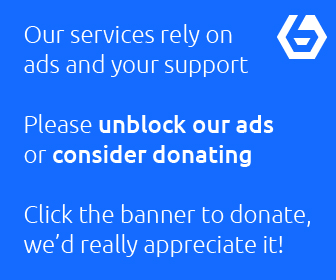 Our services rely on
ads and your support
Please unblock our ads
or consider donating
Click the banner to donate,
we’d really appreciate it!